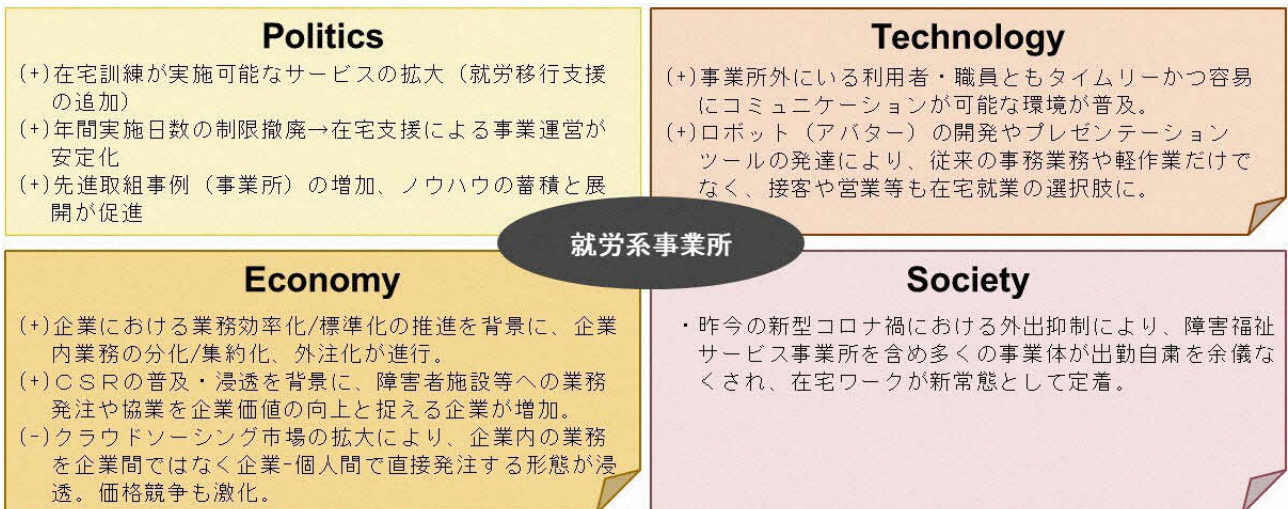 Politics
(+)在宅訓練が実施可能なサービスの拡大（就労移行支援
の追加）
(+)年間実施日数の制限撤廃→在宅支援による事業運営が
安定化
(+)先進取組事例（事業所）の増加、ノウハウの蓄積と展
開が促進
Technology
(+)事業所外にいる利用者・職員ともタイムリーかつ容易
にコミュニケーションが可能な環境が普及。
(+)ロボット（アバター）の開発やプレゼンテーション
ツールの発達により、従来の事務業務や軽作業だけで
なく、接客や営業等も在宅就業の選択肢に。
就労系事業所
Economy
(+)企業における業務効率化/標準化の推進を背景に、企業
内業務の分化/集約化、外注化が進行。
(+)ＣＳＲの普及・浸透を背景に、障害者施設等への業務
発注や協業を企業価値の向上と捉える企業が増加。
(-)クラウドソーシング市場の拡大により、企業内の業務
を企業間ではなく企業-個人間で直接発注する形態が浸
透。価格競争も激化。
Society
・昨今の新型コロナ禍における外出抑制により、障害福祉
サービス事業所を含め多くの事業体が出勤自粛を余儀な
くされ、在宅ワークが新常態として定着。